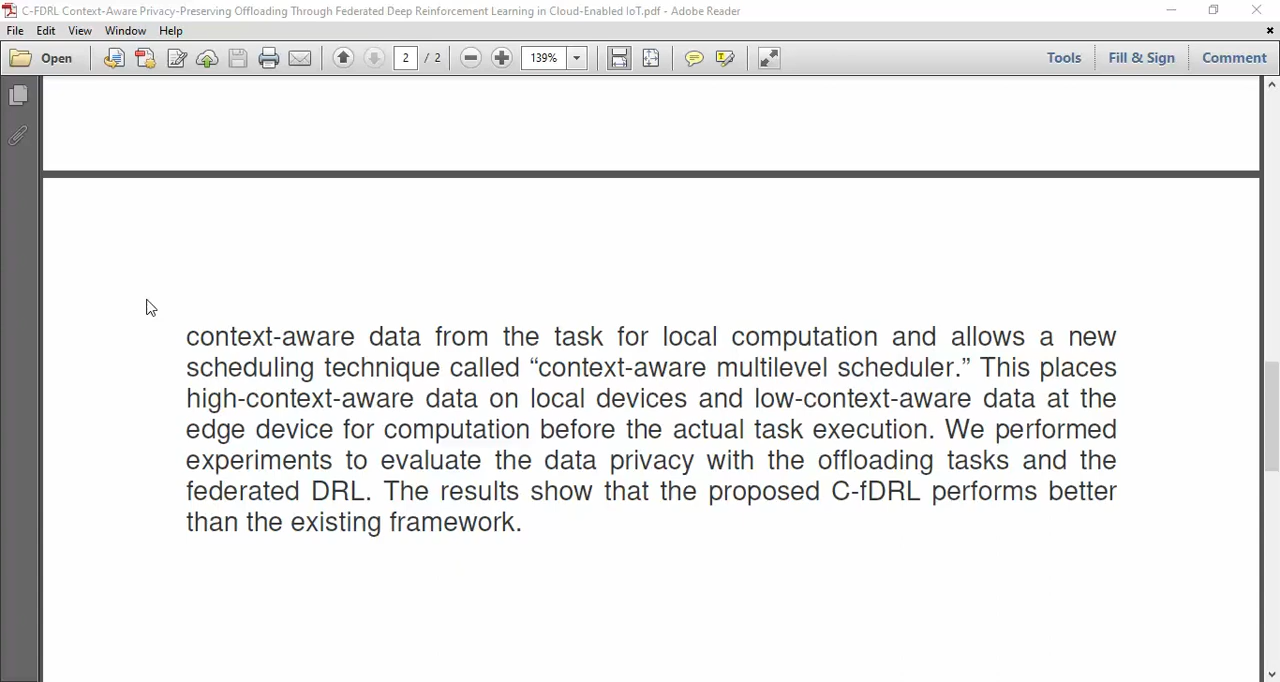 C-FDRL Context-Aware Privacy-Preserving Offloading Through Federated Deep Reinforcement Learning in Cloud-Enabled IoT.pdf - Adobe Reader
File Edit View Window Help
Open 2 / 2 139% Tools Fill & Sign Comment
context-aware data from the task for local computation and allows a new
scheduling technique called “context-aware multilevel scheduler.” This places
high-context-aware data on local devices and low-context-aware data at the
edge device for computation before the actual task execution. We performed
experiments to evaluate the data privacy with the offloading tasks and the
federated DRL. The results show that the proposed C-fDRL performs better
than the existing framework.